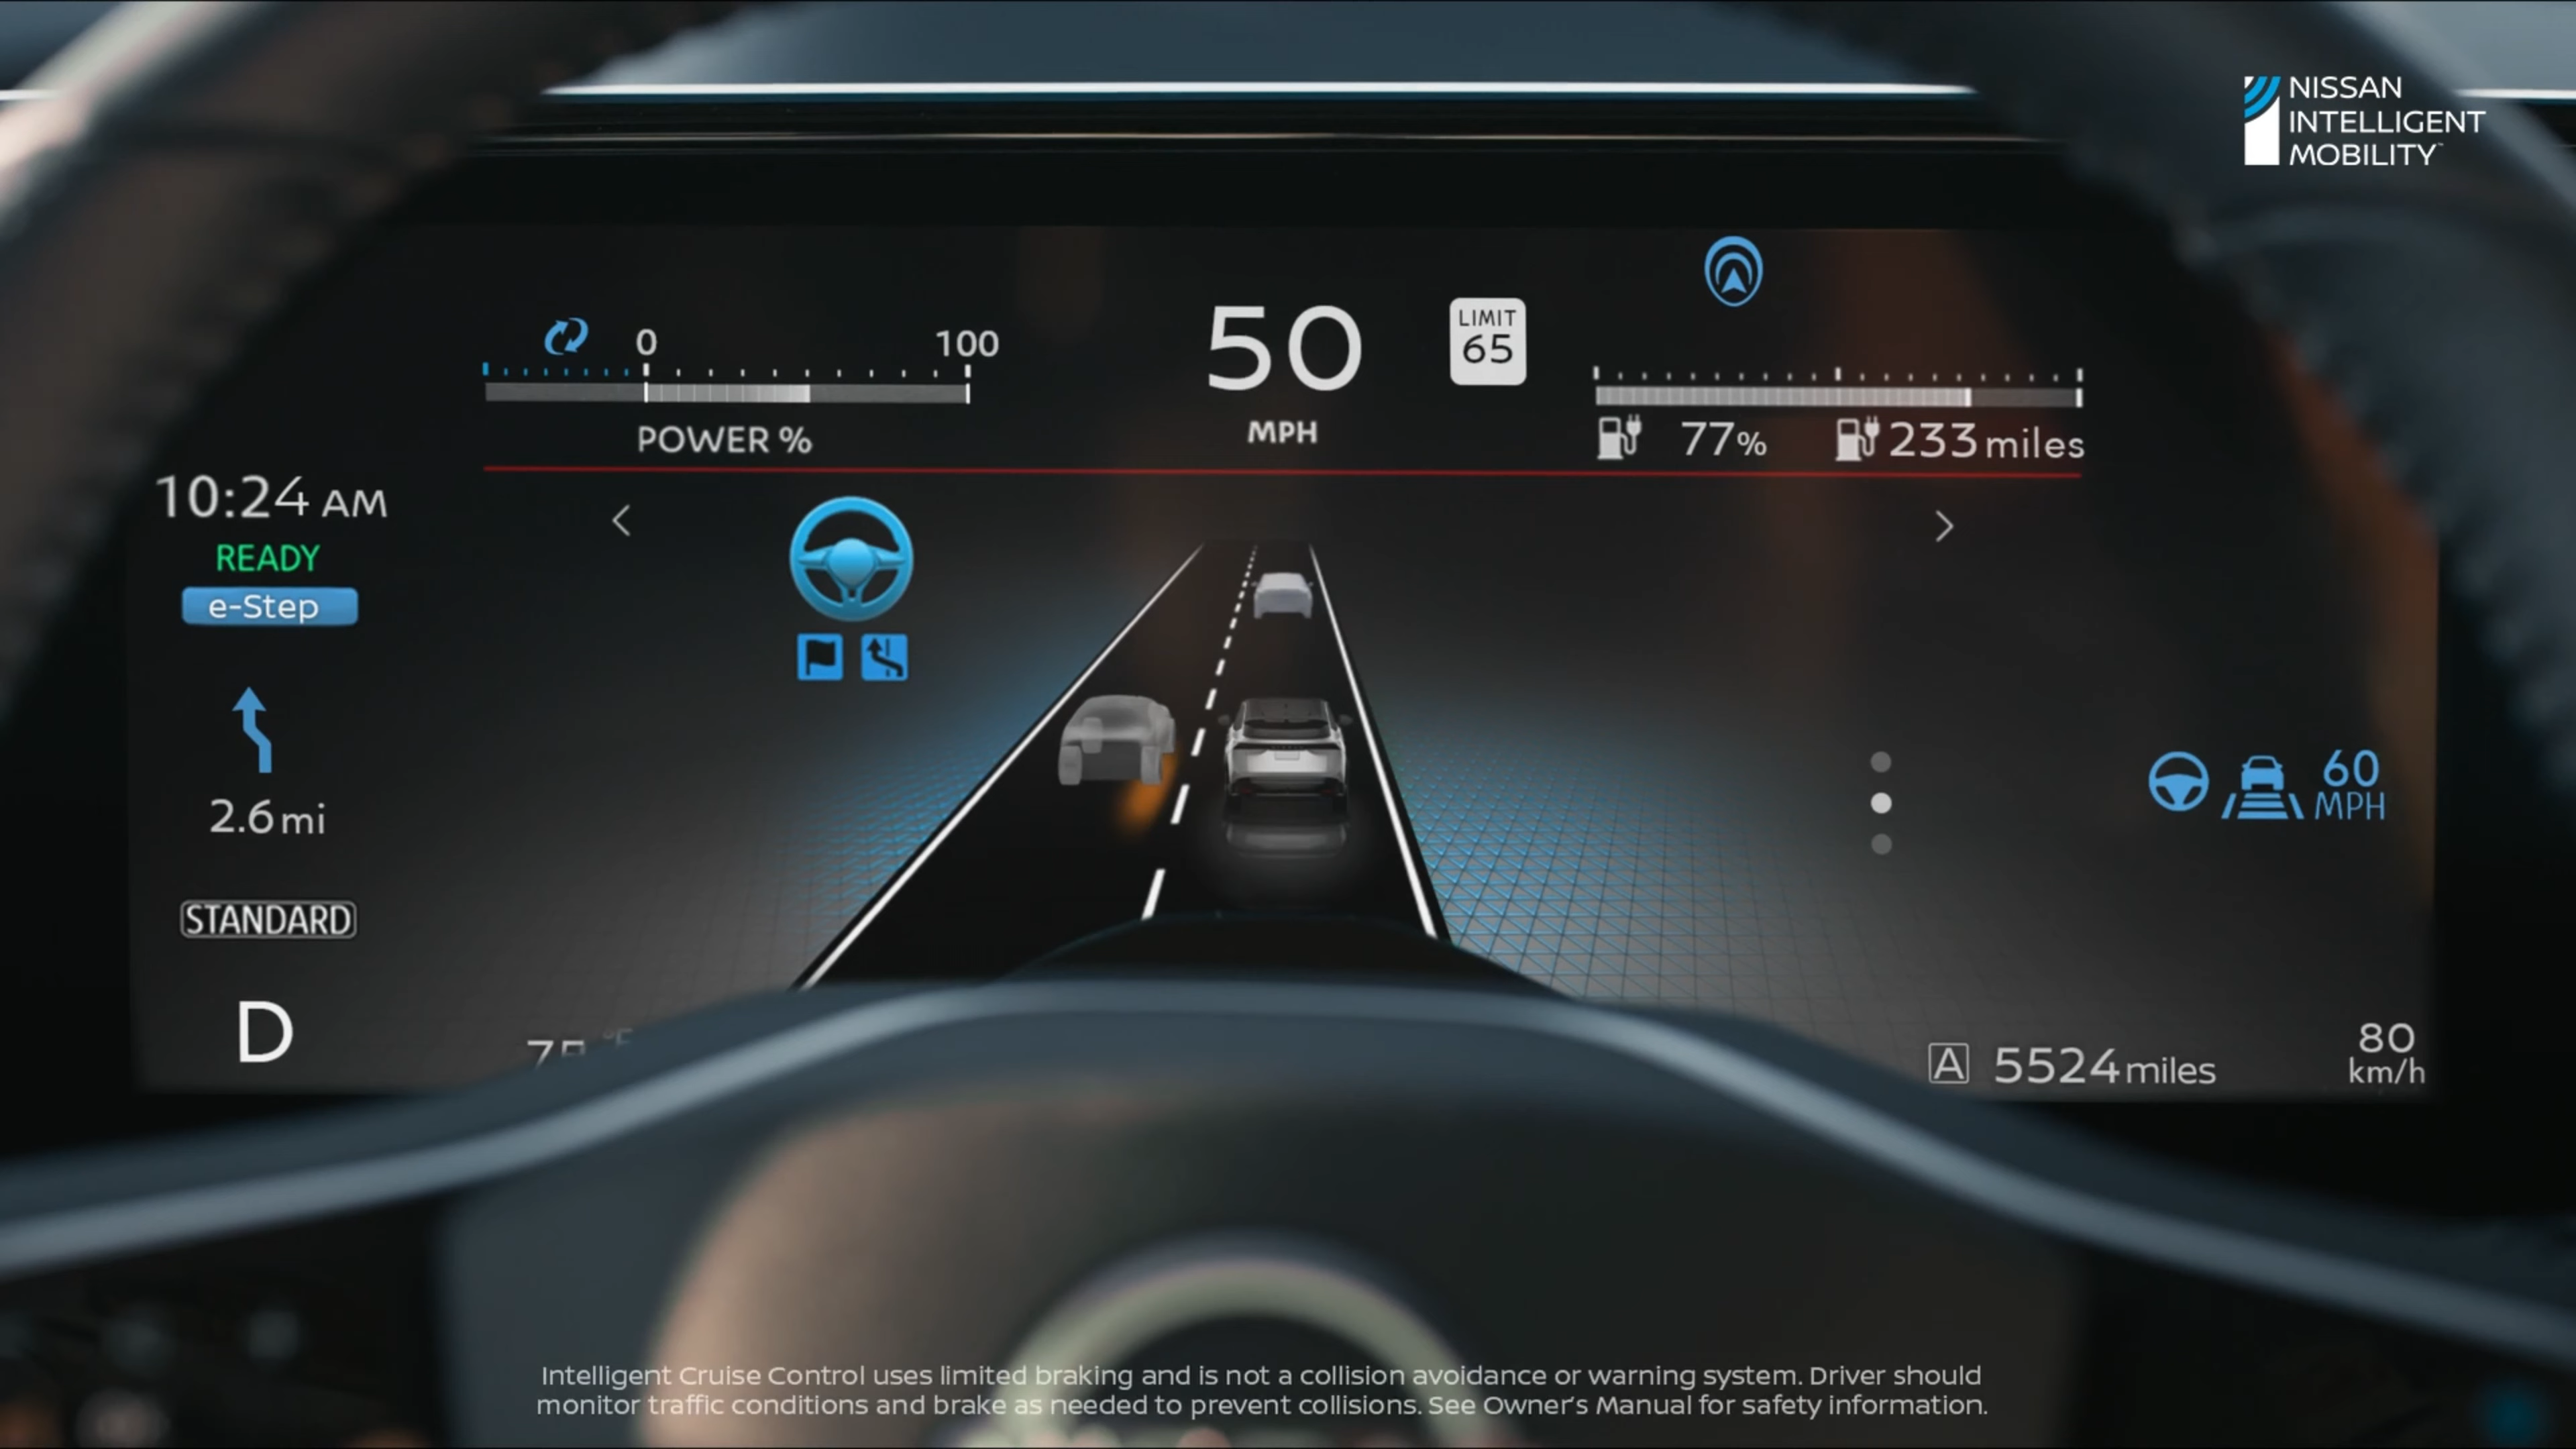 NISSAN
INTELLIGENT
MOBILITY™
0 100
POWER %
50
MPH
LIMIT
65
77% 233 miles
10:24 AM
READY
e-Step
2.6 mi
STANDARD
D
60
MPH
A 5524 miles
80
km/h
Intelligent Cruise Control uses limited braking and is not a collision avoidance or warning system. Driver should
monitor traffic conditions and brake as needed to prevent collisions. See Owner's Manual for safety information.